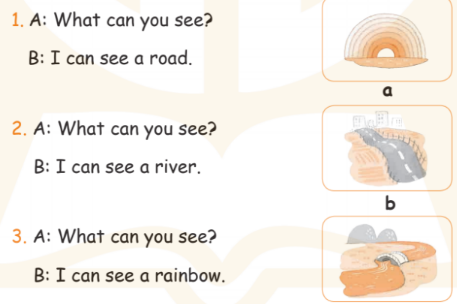 1. A: What can you see?
B: I can see a road.
a
2. A: What can you see?
B: I can see a river.
b
3. A: What can you see?
B: I can see a rainbow.